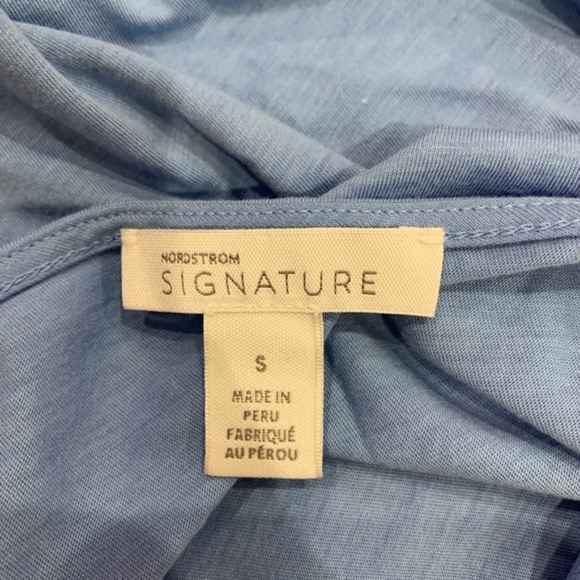 NORDSTROM
SIGNATURE
S
MADE IN
PERU
FABRIQUÉ
AU PÉROU